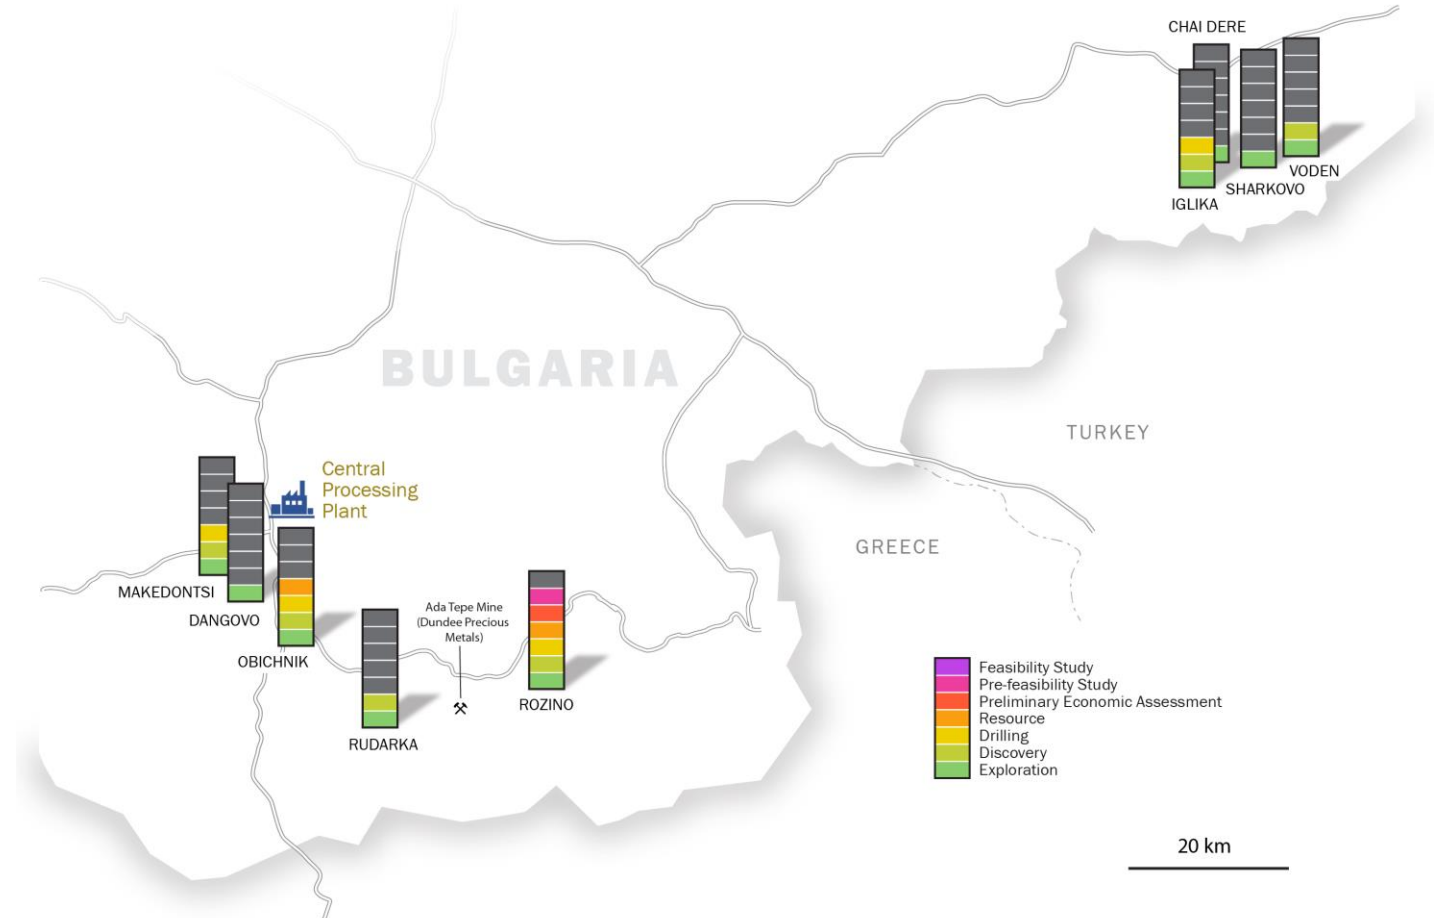 CHAI DERE
VODEN
SHARKOVO
IGLIKA
BULGARIA
TURKEY
Central
Processing
Plant
GREECE
MAKEDONTSI
DANGOVO
OBICHNIK
Ada Tepe Mine
(Dundee Precious
Metals)
ROZINO
RUDARKA
Feasibility Study
Pre-feasibility Study
Preliminary Economic Assessment
Resource
Drilling
Discovery
Exploration
20 km